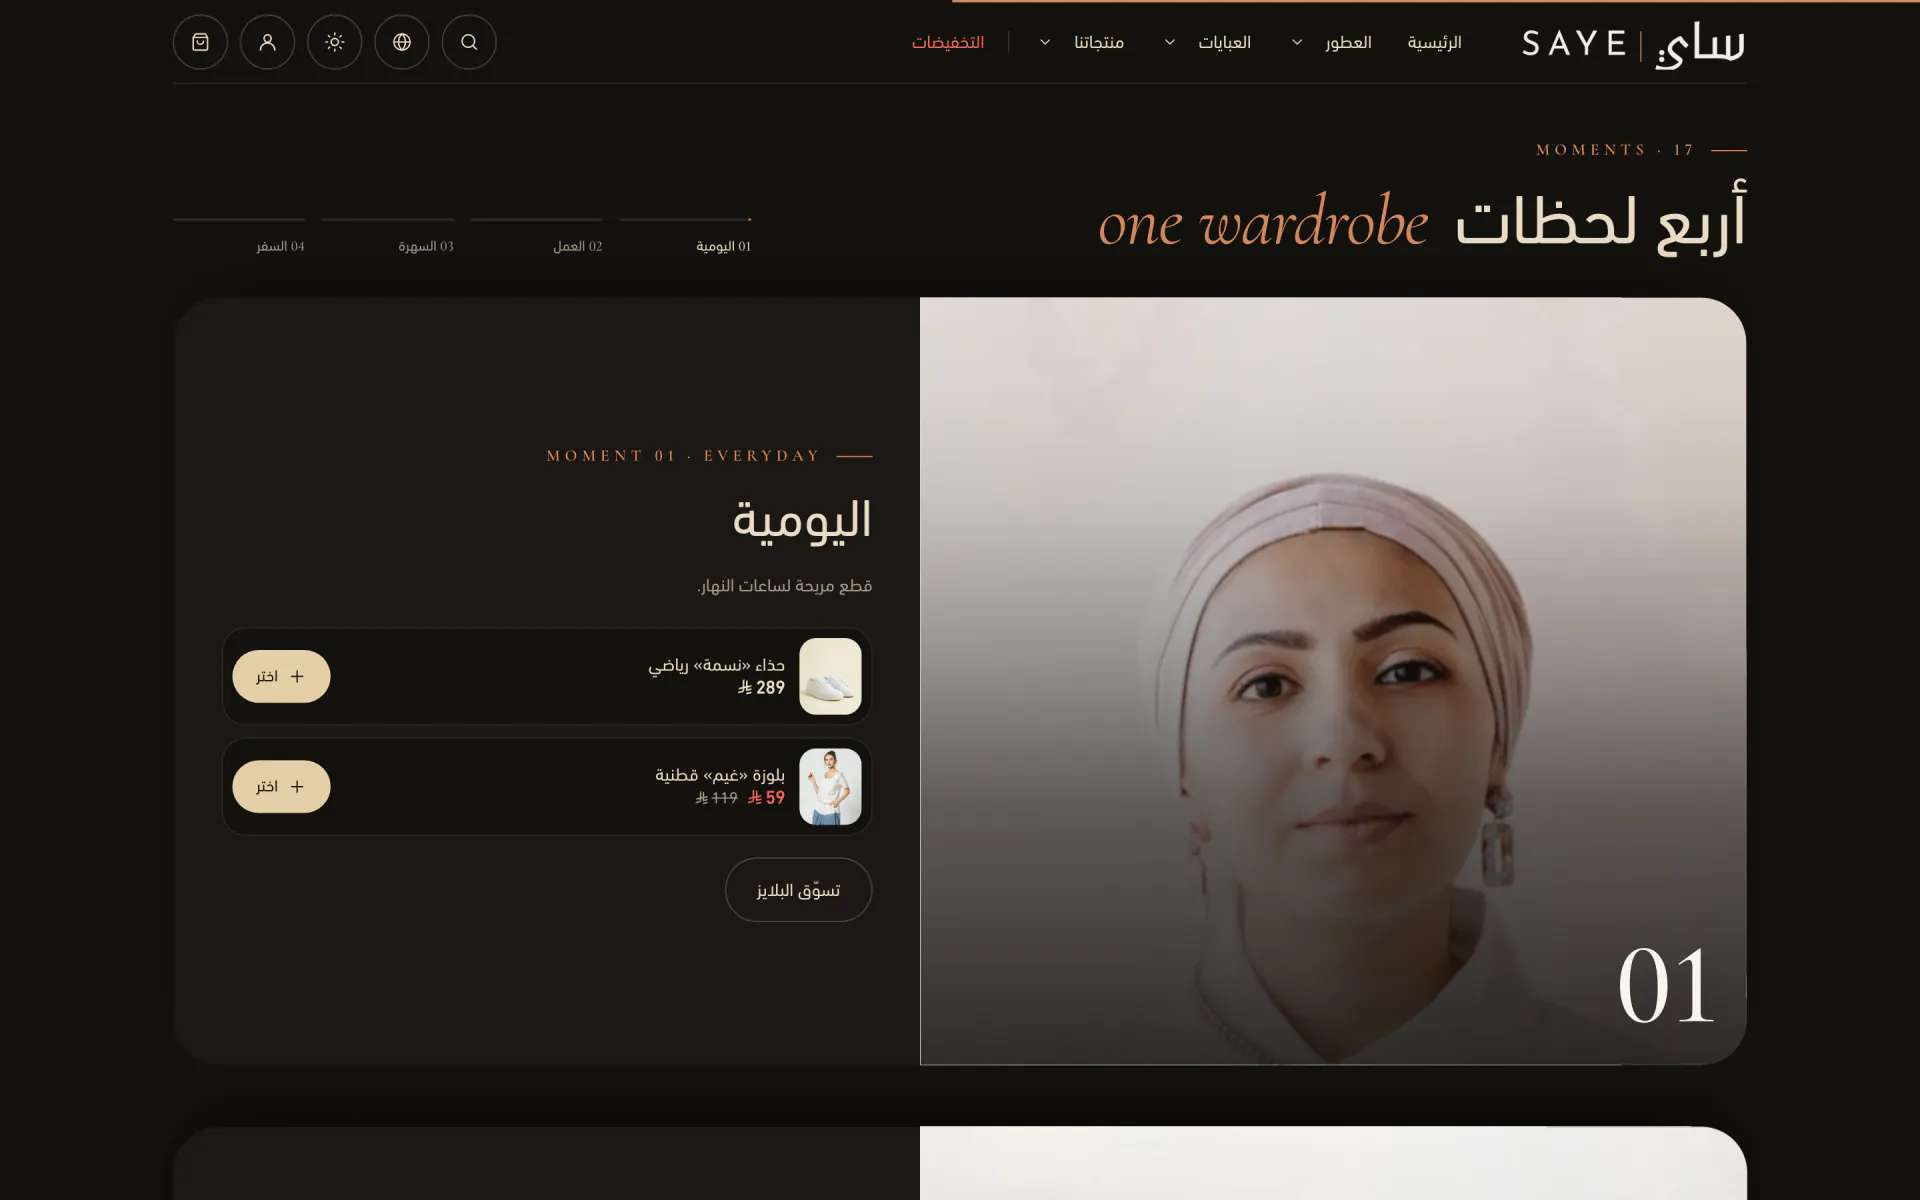 ساي | SAYE
الرئيسية
العطور
العبايات
منتجاتنا
التخفيضات
MOMENTS · 17
أربع لحظات one wardrobe
01 اليومية
02 العمل
03 السهرة
04 السفر
01
MOMENT 01 · EVERYDAY
اليومية
قطع مريحة لساعات النهار.
حذاء «نسمة» رياضي
289
اختر
بلوزة «غيم» قطنية
59 119
اختر
تسوّق البلايز